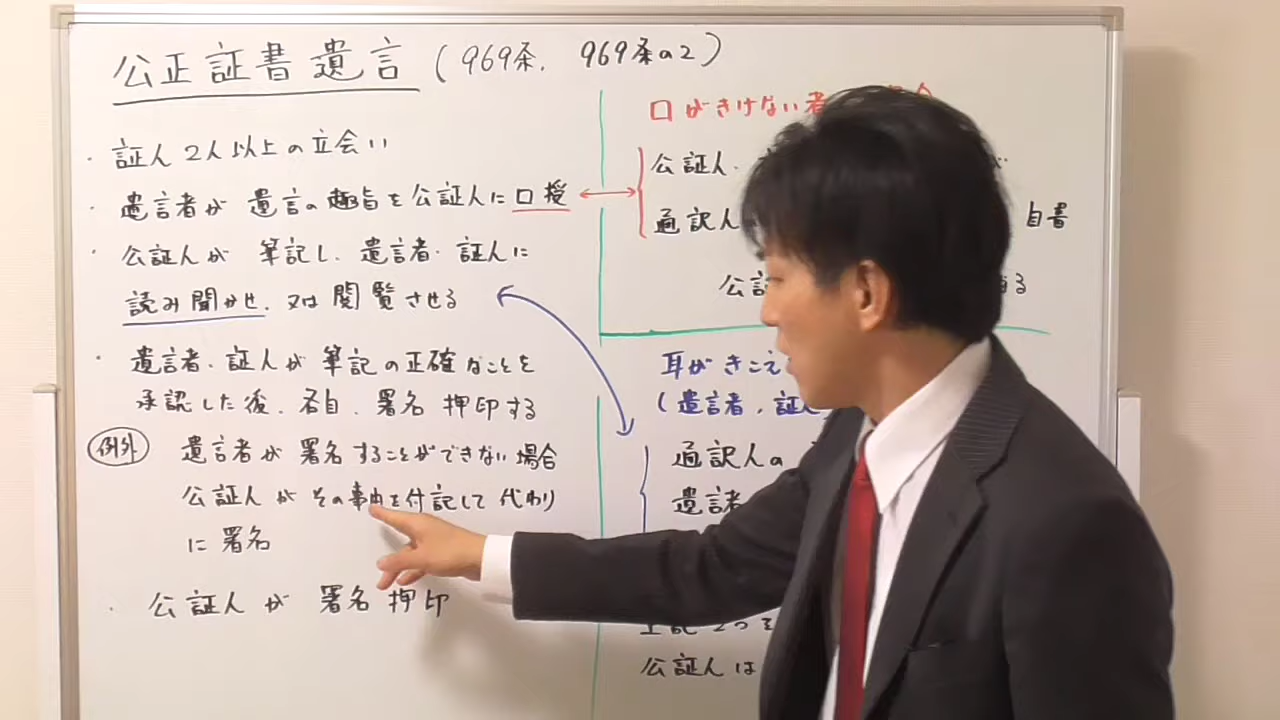 公正証書遺言 (969条. 969条の2)
・証人2人以上の立会い
・遺言者が 遺言の趣旨を公証人に口授
・公証人が 筆記し、遺言者・証人に
読み聞かせ、又は閲覧させる
・遺言者・証人が 筆記の正確なことを
承認した後、各自、署名 押印する
例外 遺言者が 署名することができない場合
公証人が その事由を付記して 代わり
に署名
・公証人が 署名 押印
口がきけない者
公証人・
通訳人 自書
公証
耳がきこえ
(遺言者、証人
通訳人の
遺言者
上記2つを
公証人は